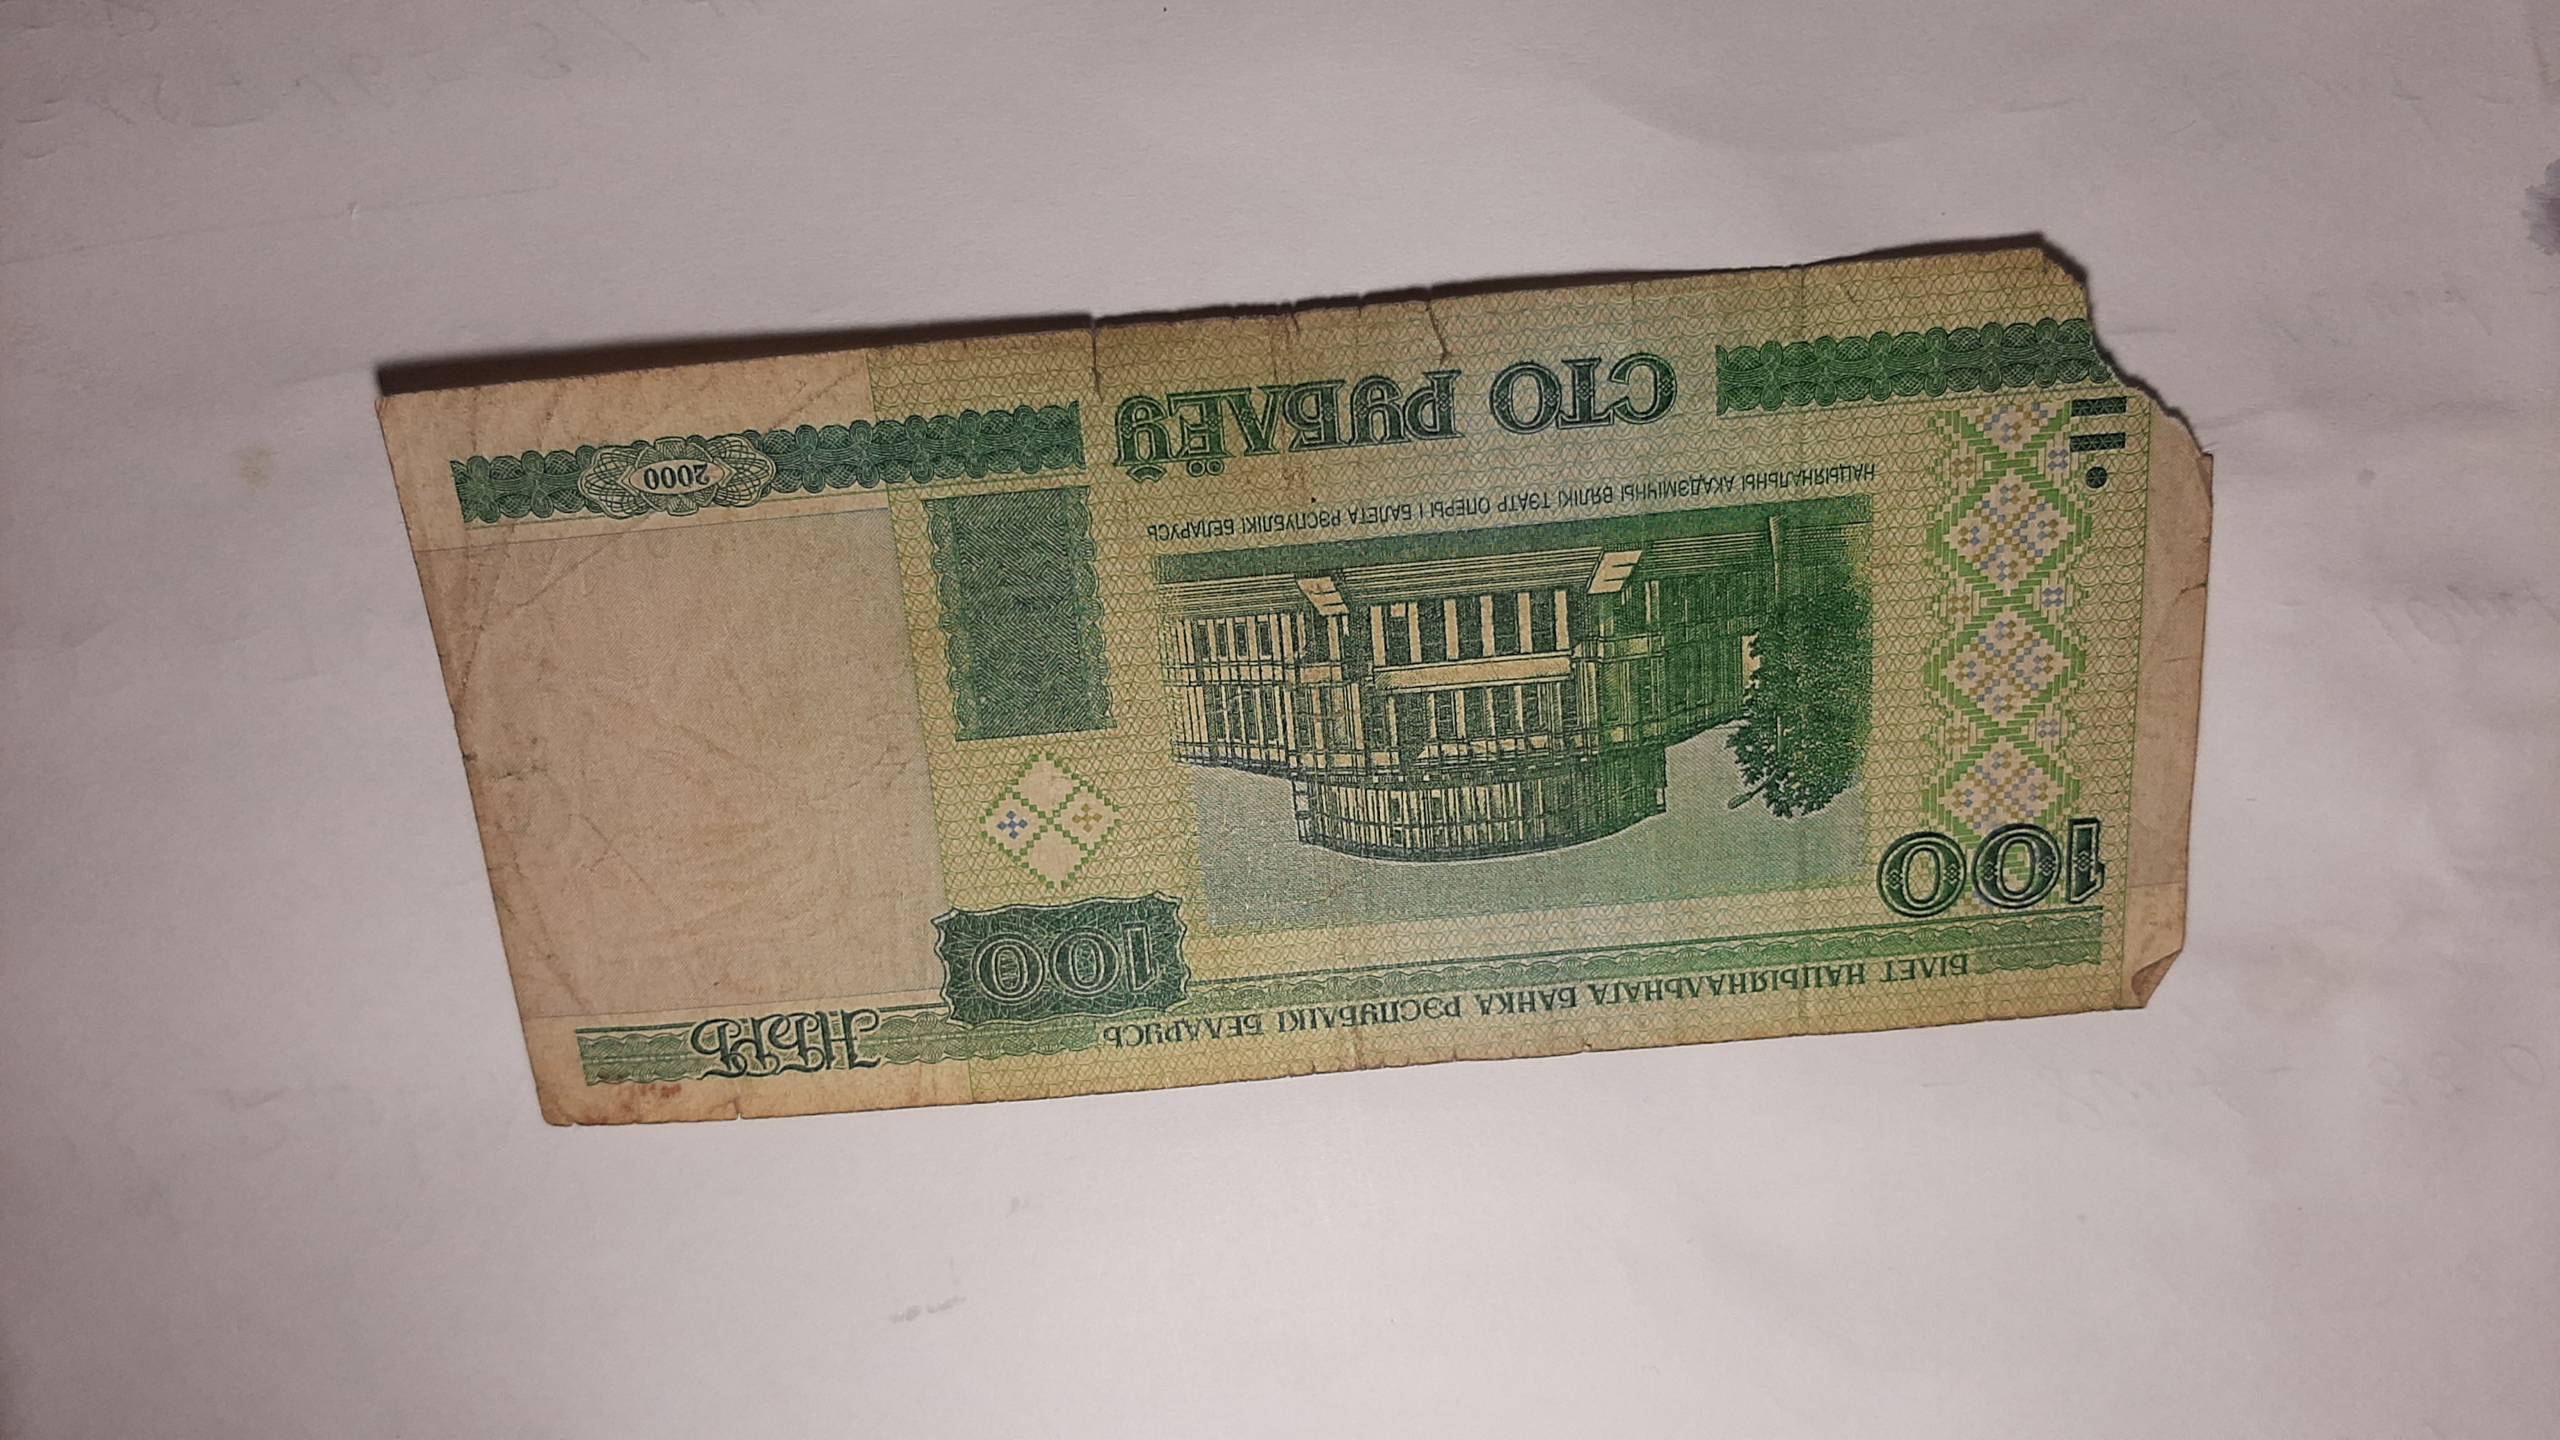 НБРБ
БІЛЕТ НАЦЫЯНАЛЬНАГА БАНКА РЭСПУБЛІКІ БЕЛАРУСЬ
100
100
НАЦЫЯНАЛЬНЫ АКАДЭМІЧНЫ ВЯЛІКІ ТЭАТР ОПЕРЫ І БАЛЕТА РЭСПУБЛІКІ БЕЛАРУСЬ
СТО РУБЛЁЎ
2000